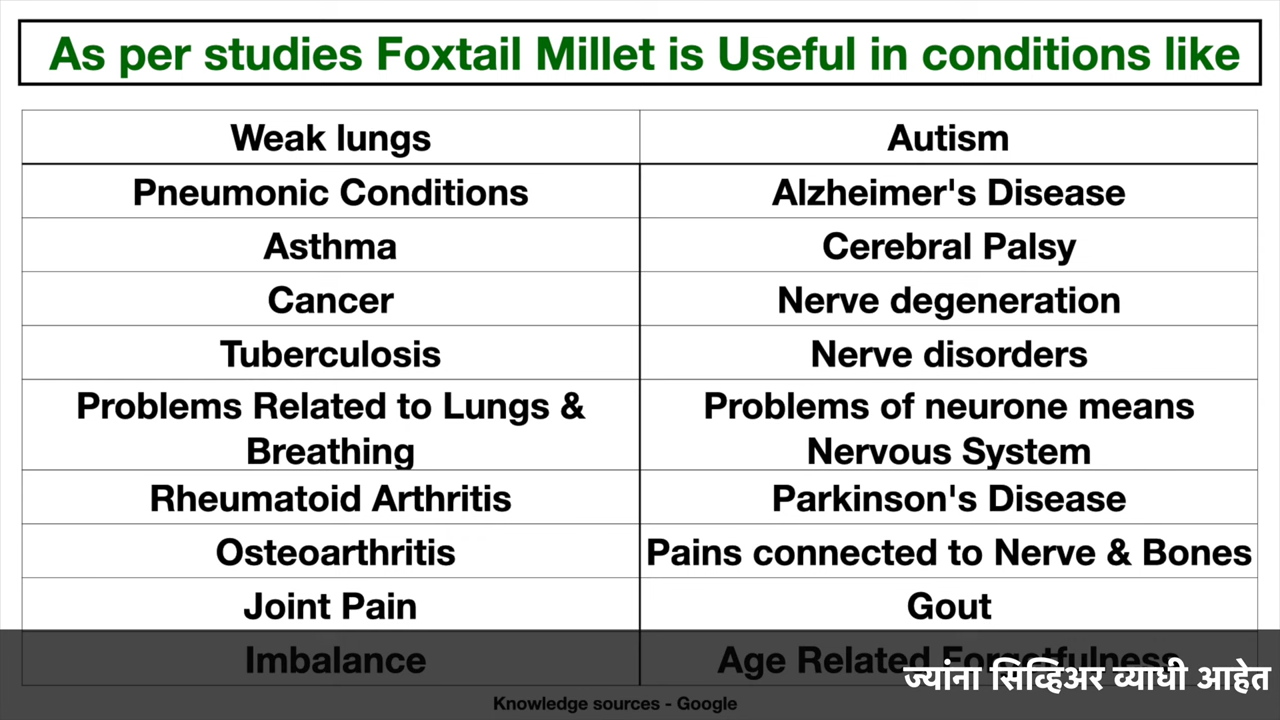 As per studies Foxtail Millet is Useful in conditions like
Weak lungs
Autism
Pneumonic Conditions
Alzheimer's Disease
Asthma
Cerebral Palsy
Cancer
Nerve degeneration
Tuberculosis
Nerve disorders
Problems Related to Lungs &
Breathing
Problems of neurone means
Nervous System
Rheumatoid Arthritis
Parkinson's Disease
Osteoarthritis
Pains connected to Nerve & Bones
Joint Pain
Gout
Imbalance
Age Related Forgetfulness
ज्यांना सिव्हिअर व्याधी आहेत
Knowledge sources - Google